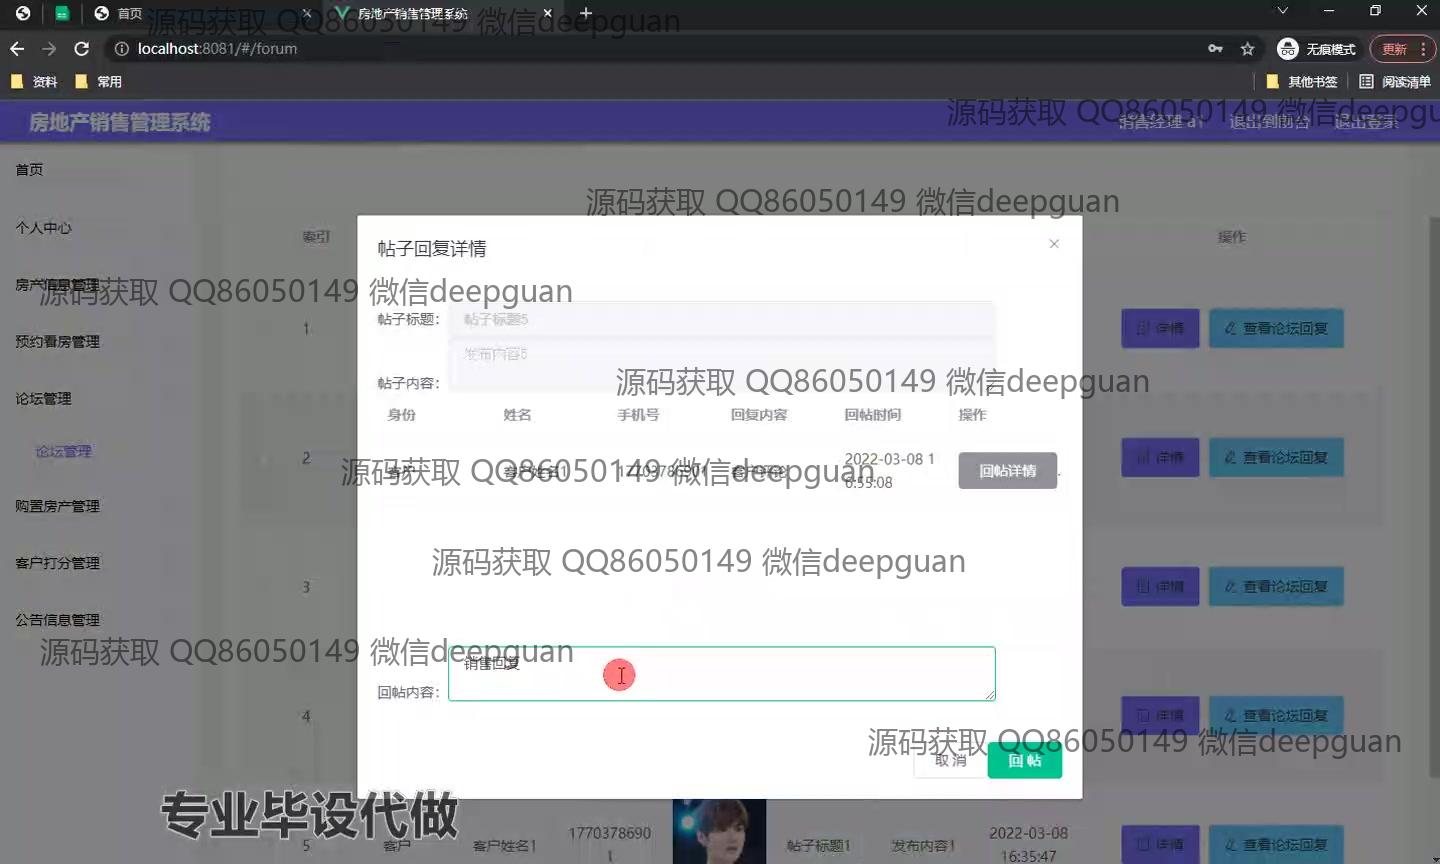 首页
房地产销售管理系统
源码获取 QQ86050149 微信deepguan
localhost:8081/#/forum
无痕模式
更新
资料
常用
其他书签
阅读清单
房地产销售管理系统
源码获取 QQ86050149 微信deepgu
销售经理 a1
退出到前台
退出登录
首页
源码获取 QQ86050149 微信deepguan
个人中心
索引
操作
帖子回复详情
房产信息管理
源码获取 QQ86050149 微信deepguan
帖子标题:
帖子标题5
1
详情
查看论坛回复
预约看房管理
发布内容5
帖子内容:
源码获取 QQ86050149 微信deepguan
论坛管理
身份
姓名
手机号
回复内容
回帖时间
操作
论坛管理
2
客户姓名1
2022-03-08 1
6:55:08
回帖详情
详情
查看论坛回复
源码获取 QQ86050149 微信deepguan
购置房产管理
客户打分管理
源码获取 QQ86050149 微信deepguan
3
详情
查看论坛回复
公告信息管理
源码获取 QQ86050149 微信deepguan
销售回复
回帖内容:
4
详情
查看论坛回复
源码获取 QQ86050149 微信deepguan
取 消
回 帖
专业毕设代做
5
客户
客户姓名1
1770378690
1
帖子标题1
发布内容1
2022-03-08
16:35:47
详情
查看论坛回复